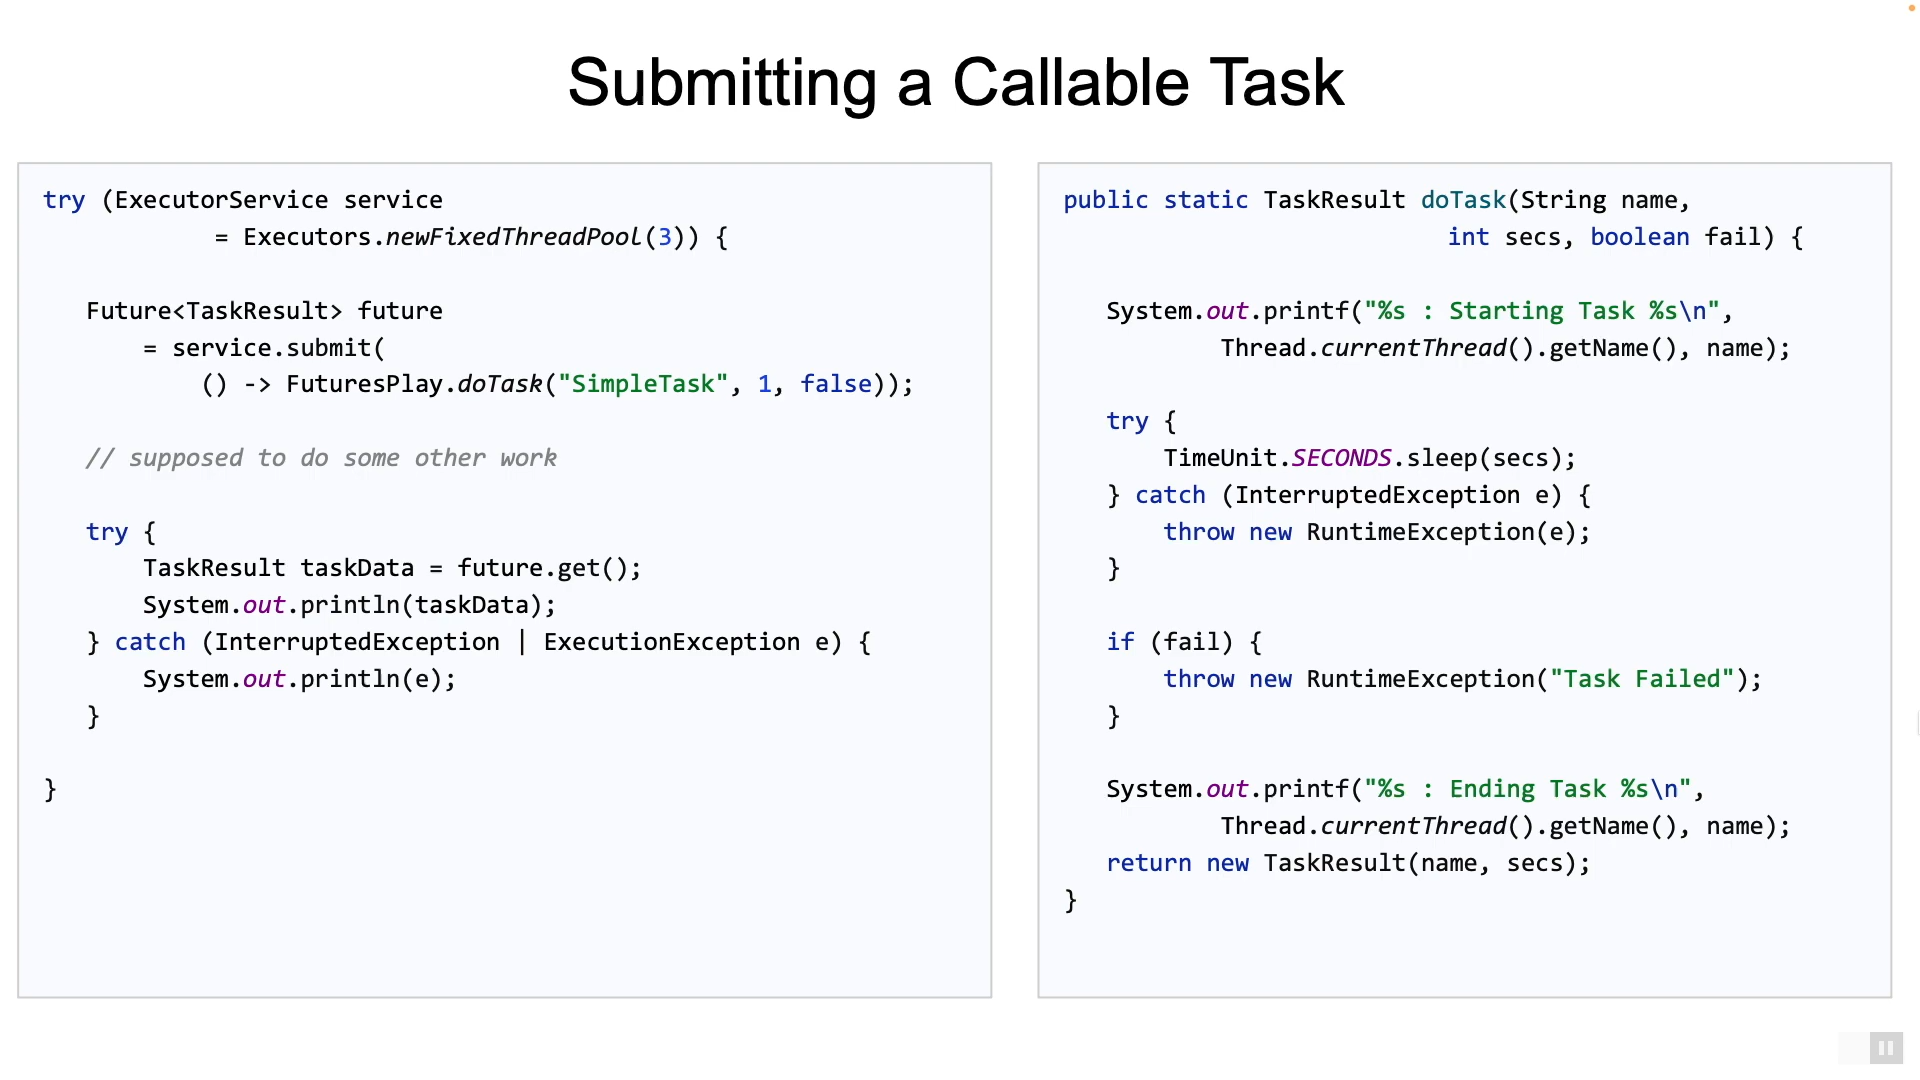 Submitting a Callable Task
try (ExecutorService service
= Executors.newFixedThreadPool(3)) {
Future<TaskResult> future
= service.submit(
() -> FuturesPlay.doTask("SimpleTask", 1, false));
// supposed to do some other work
try {
TaskResult taskData = future.get();
System.out.println(taskData);
} catch (InterruptedException | ExecutionException e) {
System.out.println(e);
}
}
public static TaskResult doTask(String name,
int secs, boolean fail) {
System.out.printf("%s : Starting Task %s\n",
Thread.currentThread().getName(), name);
try {
TimeUnit.SECONDS.sleep(secs);
} catch (InterruptedException e) {
throw new RuntimeException(e);
}
if (fail) {
throw new RuntimeException("Task Failed");
}
System.out.printf("%s : Ending Task %s\n",
Thread.currentThread().getName(), name);
return new TaskResult(name, secs);
}